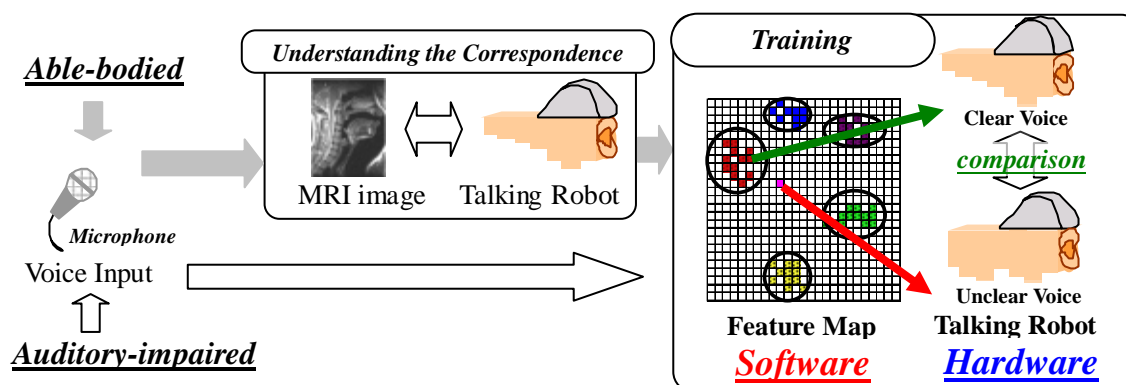 Able-bodied
Microphone
Voice Input
Auditory-impaired
Understanding the Correspondence
MRI image
Talking Robot
Training
Clear Voice
comparison
Unclear Voice
Feature Map
Talking Robot
Software
Hardware